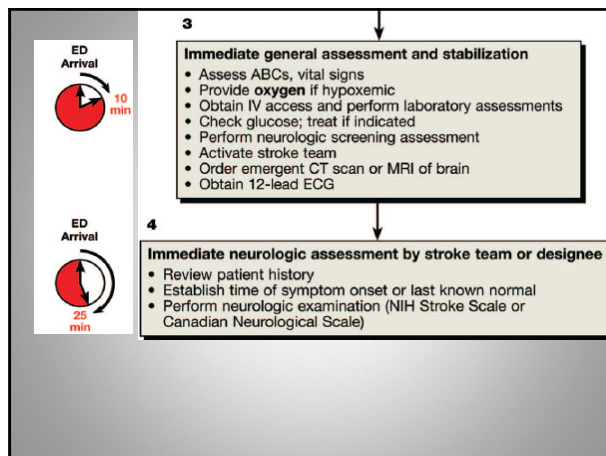 3
ED
Arrival
10
min
Immediate general assessment and stabilization
• Assess ABCs, vital signs
• Provide oxygen if hypoxemic
• Obtain IV access and perform laboratory assessments
• Check glucose; treat if indicated
• Perform neurologic screening assessment
• Activate stroke team
• Order emergent CT scan or MRI of brain
• Obtain 12-lead ECG
4
ED
Arrival
25
min
Immediate neurologic assessment by stroke team or designee
• Review patient history
• Establish time of symptom onset or last known normal
• Perform neurologic examination (NIH Stroke Scale or
Canadian Neurological Scale)